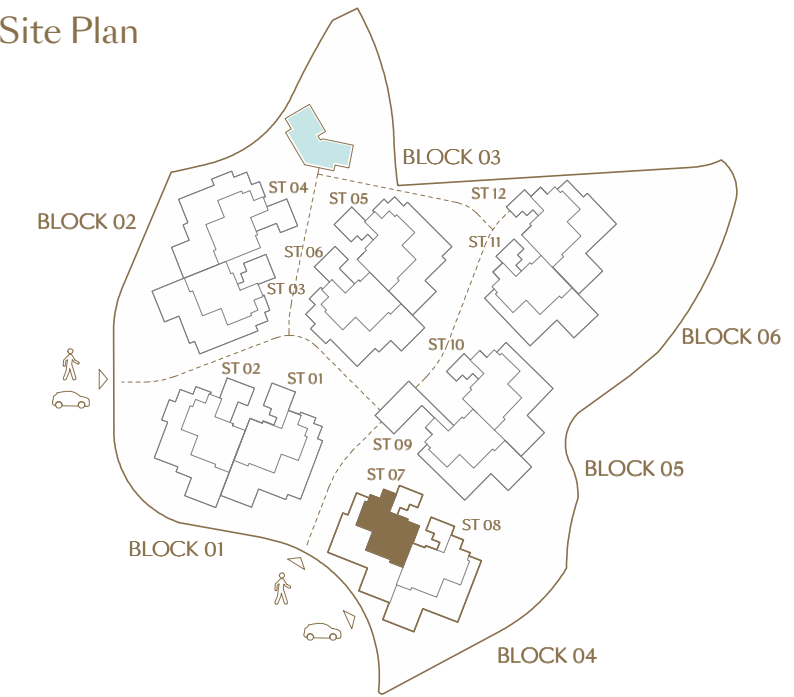 Site Plan
BLOCK 03
ST 04
ST 05
ST 12
BLOCK 02
ST 11
ST 06
ST 03
BLOCK 06
ST 10
ST 02
ST 01
ST 09
BLOCK 05
ST 07
ST 08
BLOCK 01
BLOCK 04